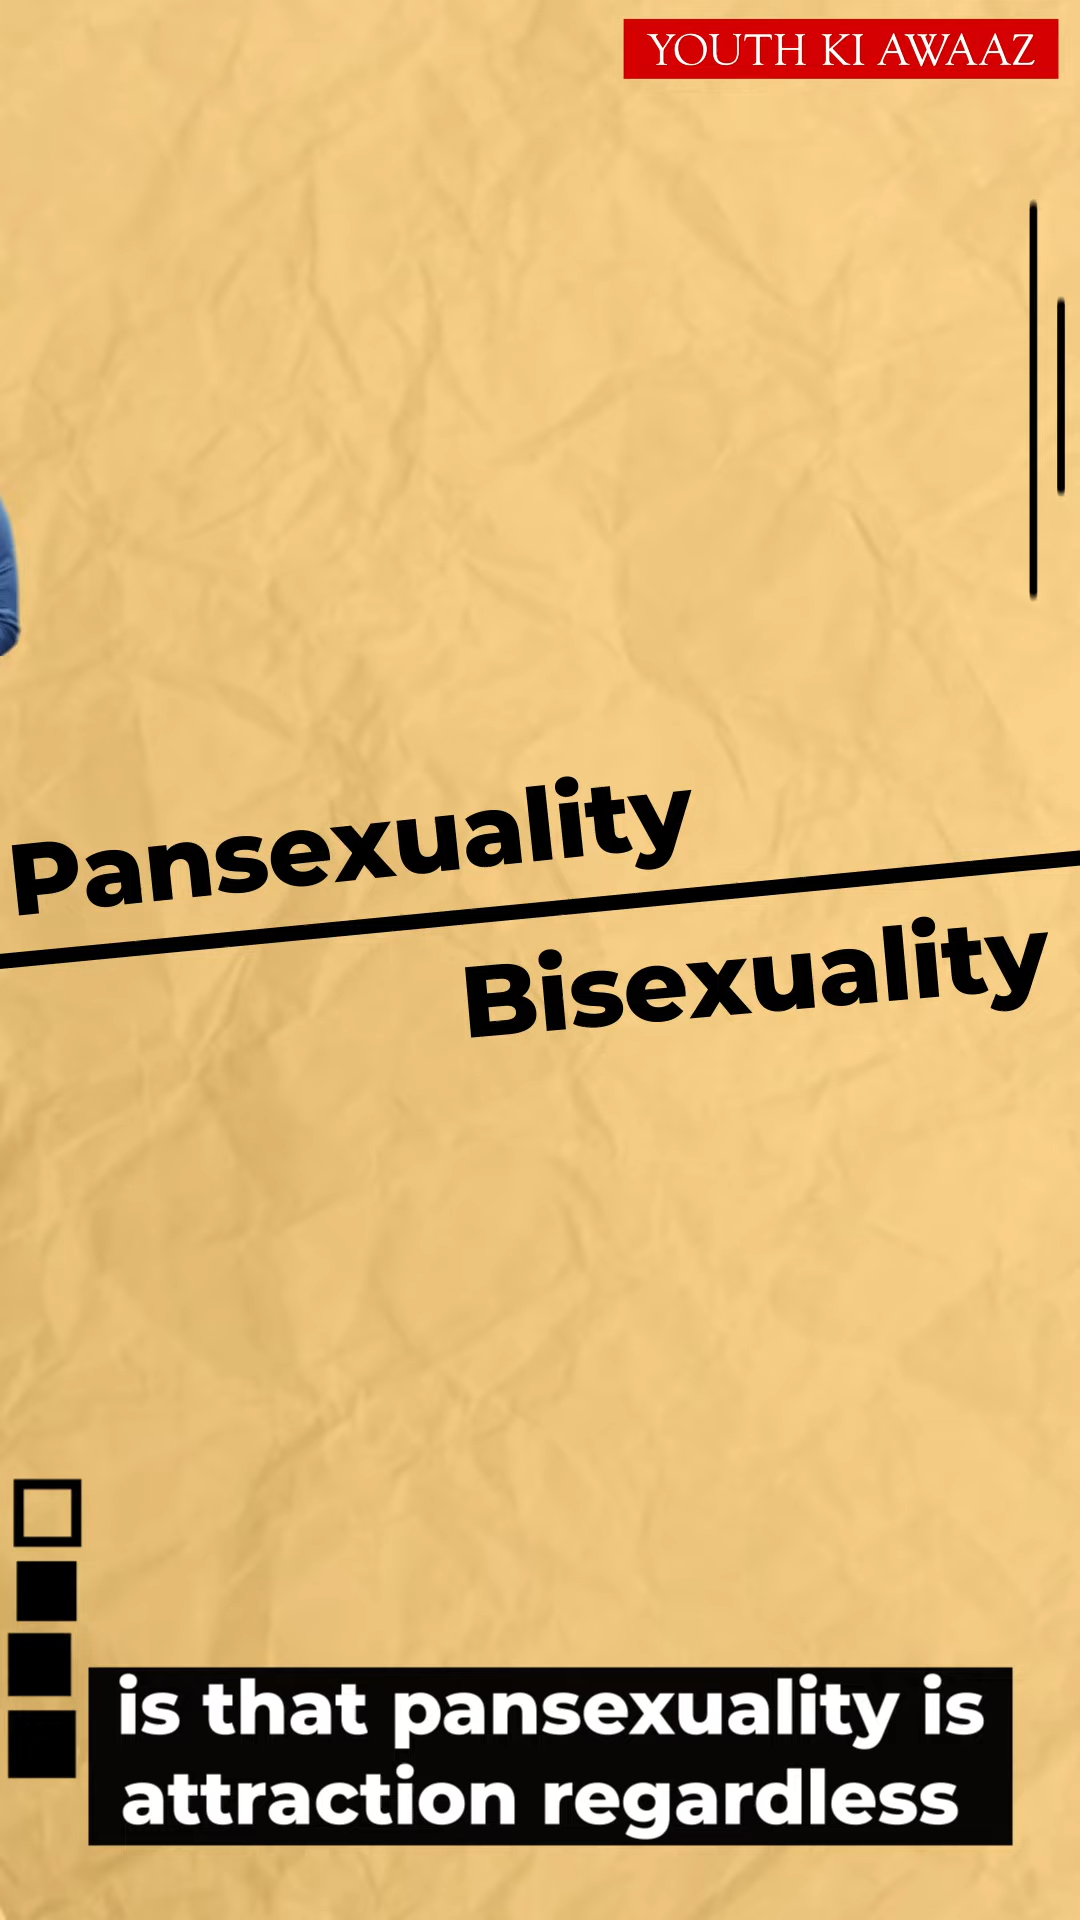 YOUTH KI AWAAZ
Pansexuality
Bisexuality
is that pansexuality is
attraction regardless